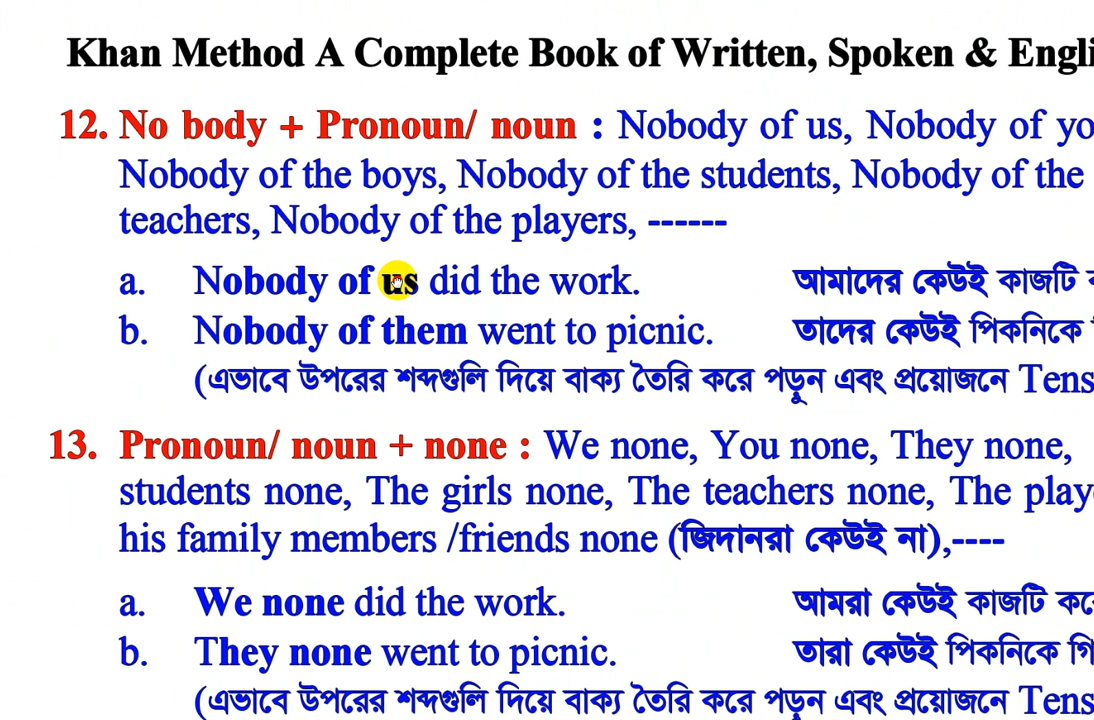 Khan Method A Complete Book of Written, Spoken &
12. No body + Pronoun/ noun : Nobody of us, Nobody of
Nobody of the boys, Nobody of the students, Nobody of the
teachers, Nobody of the players, ------
a. Nobody of us did the work. আমাদের কেউই কাজটি
b. Nobody of them went to picnic. তাদের কেউই পিকনিকে
(এভাবে উপরের শব্দগুলি দিয়ে বাক্য তৈরি করে পড়ুন এবং প্রয়োজনে
13. Pronoun/ noun + none : We none, You none, They none,
students none, The girls none, The teachers none, The
his family members /friends none (জিদানরা কেউই না),----
a. We none did the work. আমরা কেউই কাজটি
b. They none went to picnic. তারা কেউই পিকনিকে
(এভাবে উপরের শব্দগুলি দিয়ে বাক্য তৈরি করে পড়ুন এবং প্রয়োজনে